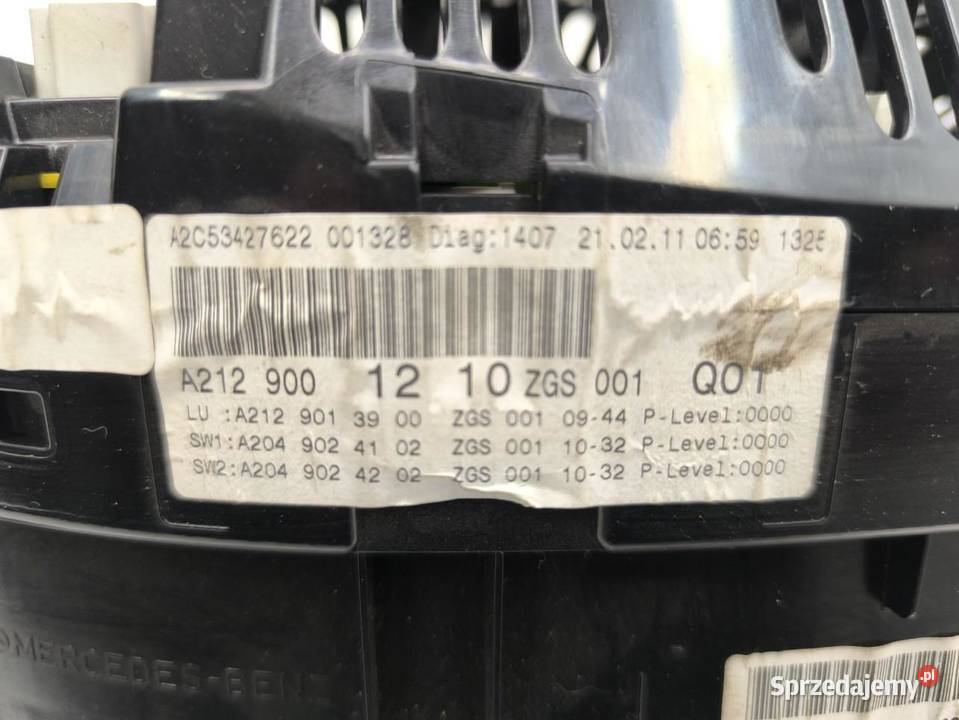 A2C53427622 001328 Diag:1407 21.02.11 06:59 1325
A212 900 12 10 ZGS 001 Q01
LU :A212 901 39 00 ZGS 001 09-44 P-Level:0000
SW1:A204 902 41 02 ZGS 001 10-32 P-Level:0000
SW2:A204 902 42 02 ZGS 001 10-32 P-Level:0000
MERCEDES-BENZ
Sprzedajemy.pl